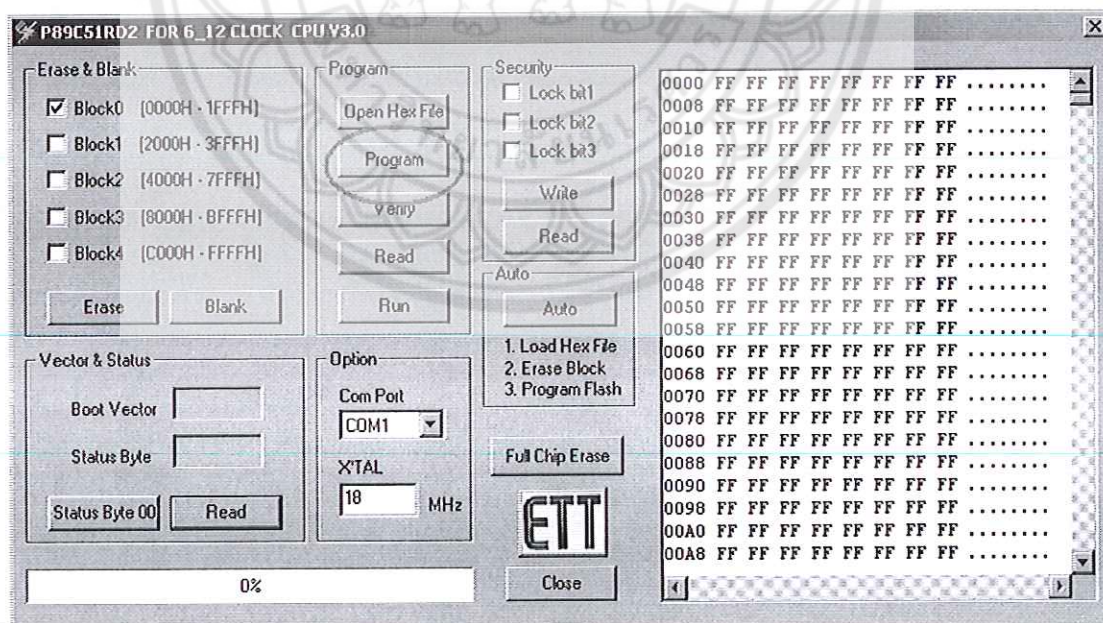 P89C51RD2 FOR 6_12 CLOCK CPU V3.0
Erase & Blank
Block0 [0000H - 1FFFH]
Block1 [2000H - 3FFFH]
Block2 [4000H - 7FFFH]
Block3 [8000H - BFFFH]
Block4 [C000H - FFFFH]
Erase Blank
Program
Open Hex File
Program
Verify
Read
Run
Security
Lock bit1
Lock bit2
Lock bit3
Write
Read
Auto
Auto
1. Load Hex File
2. Erase Block
3. Program Flash
Vector & Status
Boot Vector
Status Byte
Status Byte 00 Read
Option
Com Port
COM1
X'TAL
18 MHz
Full Chip Erase
ETT
Close
0%
0000 FF FF FF FF FF FF FF FF ........
0008 FF FF FF FF FF FF FF FF ........
0010 FF FF FF FF FF FF FF FF ........
0018 FF FF FF FF FF FF FF FF ........
0020 FF FF FF FF FF FF FF FF ........
0028 FF FF FF FF FF FF FF FF ........
0030 FF FF FF FF FF FF FF FF ........
0038 FF FF FF FF FF FF FF FF ........
0040 FF FF FF FF FF FF FF FF ........
0048 FF FF FF FF FF FF FF FF ........
0050 FF FF FF FF FF FF FF FF ........
0058 FF FF FF FF FF FF FF FF ........
0060 FF FF FF FF FF FF FF FF ........
0068 FF FF FF FF FF FF FF FF ........
0070 FF FF FF FF FF FF FF FF ........
0078 FF FF FF FF FF FF FF FF ........
0080 FF FF FF FF FF FF FF FF ........
0088 FF FF FF FF FF FF FF FF ........
0090 FF FF FF FF FF FF FF FF ........
0098 FF FF FF FF FF FF FF FF ........
00A0 FF FF FF FF FF FF FF FF ........
00A8 FF FF FF FF FF FF FF FF ........